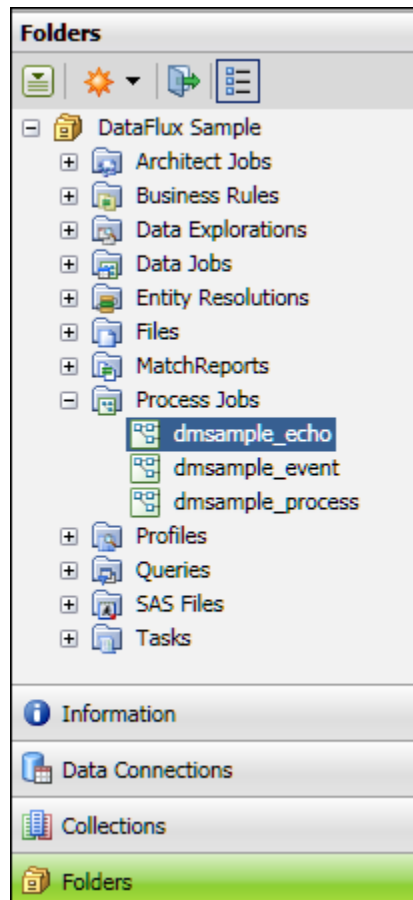 Folders
DataFlux Sample
Architect Jobs
Business Rules
Data Explorations
Data Jobs
Entity Resolutions
Files
MatchReports
Process Jobs
dmsample_echo
dmsample_event
dmsample_process
Profiles
Queries
SAS Files
Tasks
Information
Data Connections
Collections
Folders